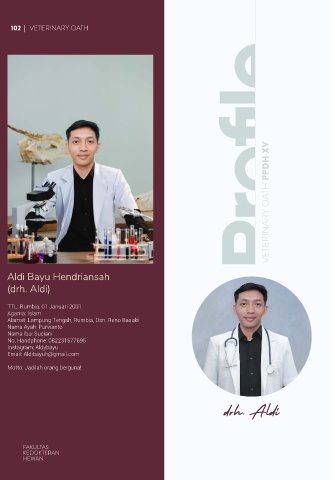 102 | VETERINARY OATH
Aldi Bayu Hendriansah
(drh. Aldi)
TTL: Rumbia, 01 Januari 2001
Agama: Islam
Alamat: Lampung Tengah, Rumbia, Dsn. Reno Basuki
Nama Ayah: Purwanto
Nama Ibu: Suciani
No. Handphone: 082231577696
Instagram: Aldybayu
Email: Aldibayuh@gmail.com
Motto: Jadilah orang berguna!
FAKULTAS
KEDOKTERAN
HEWAN
Profile
VETERINARY OATH PPDH XV
drh. Aldi